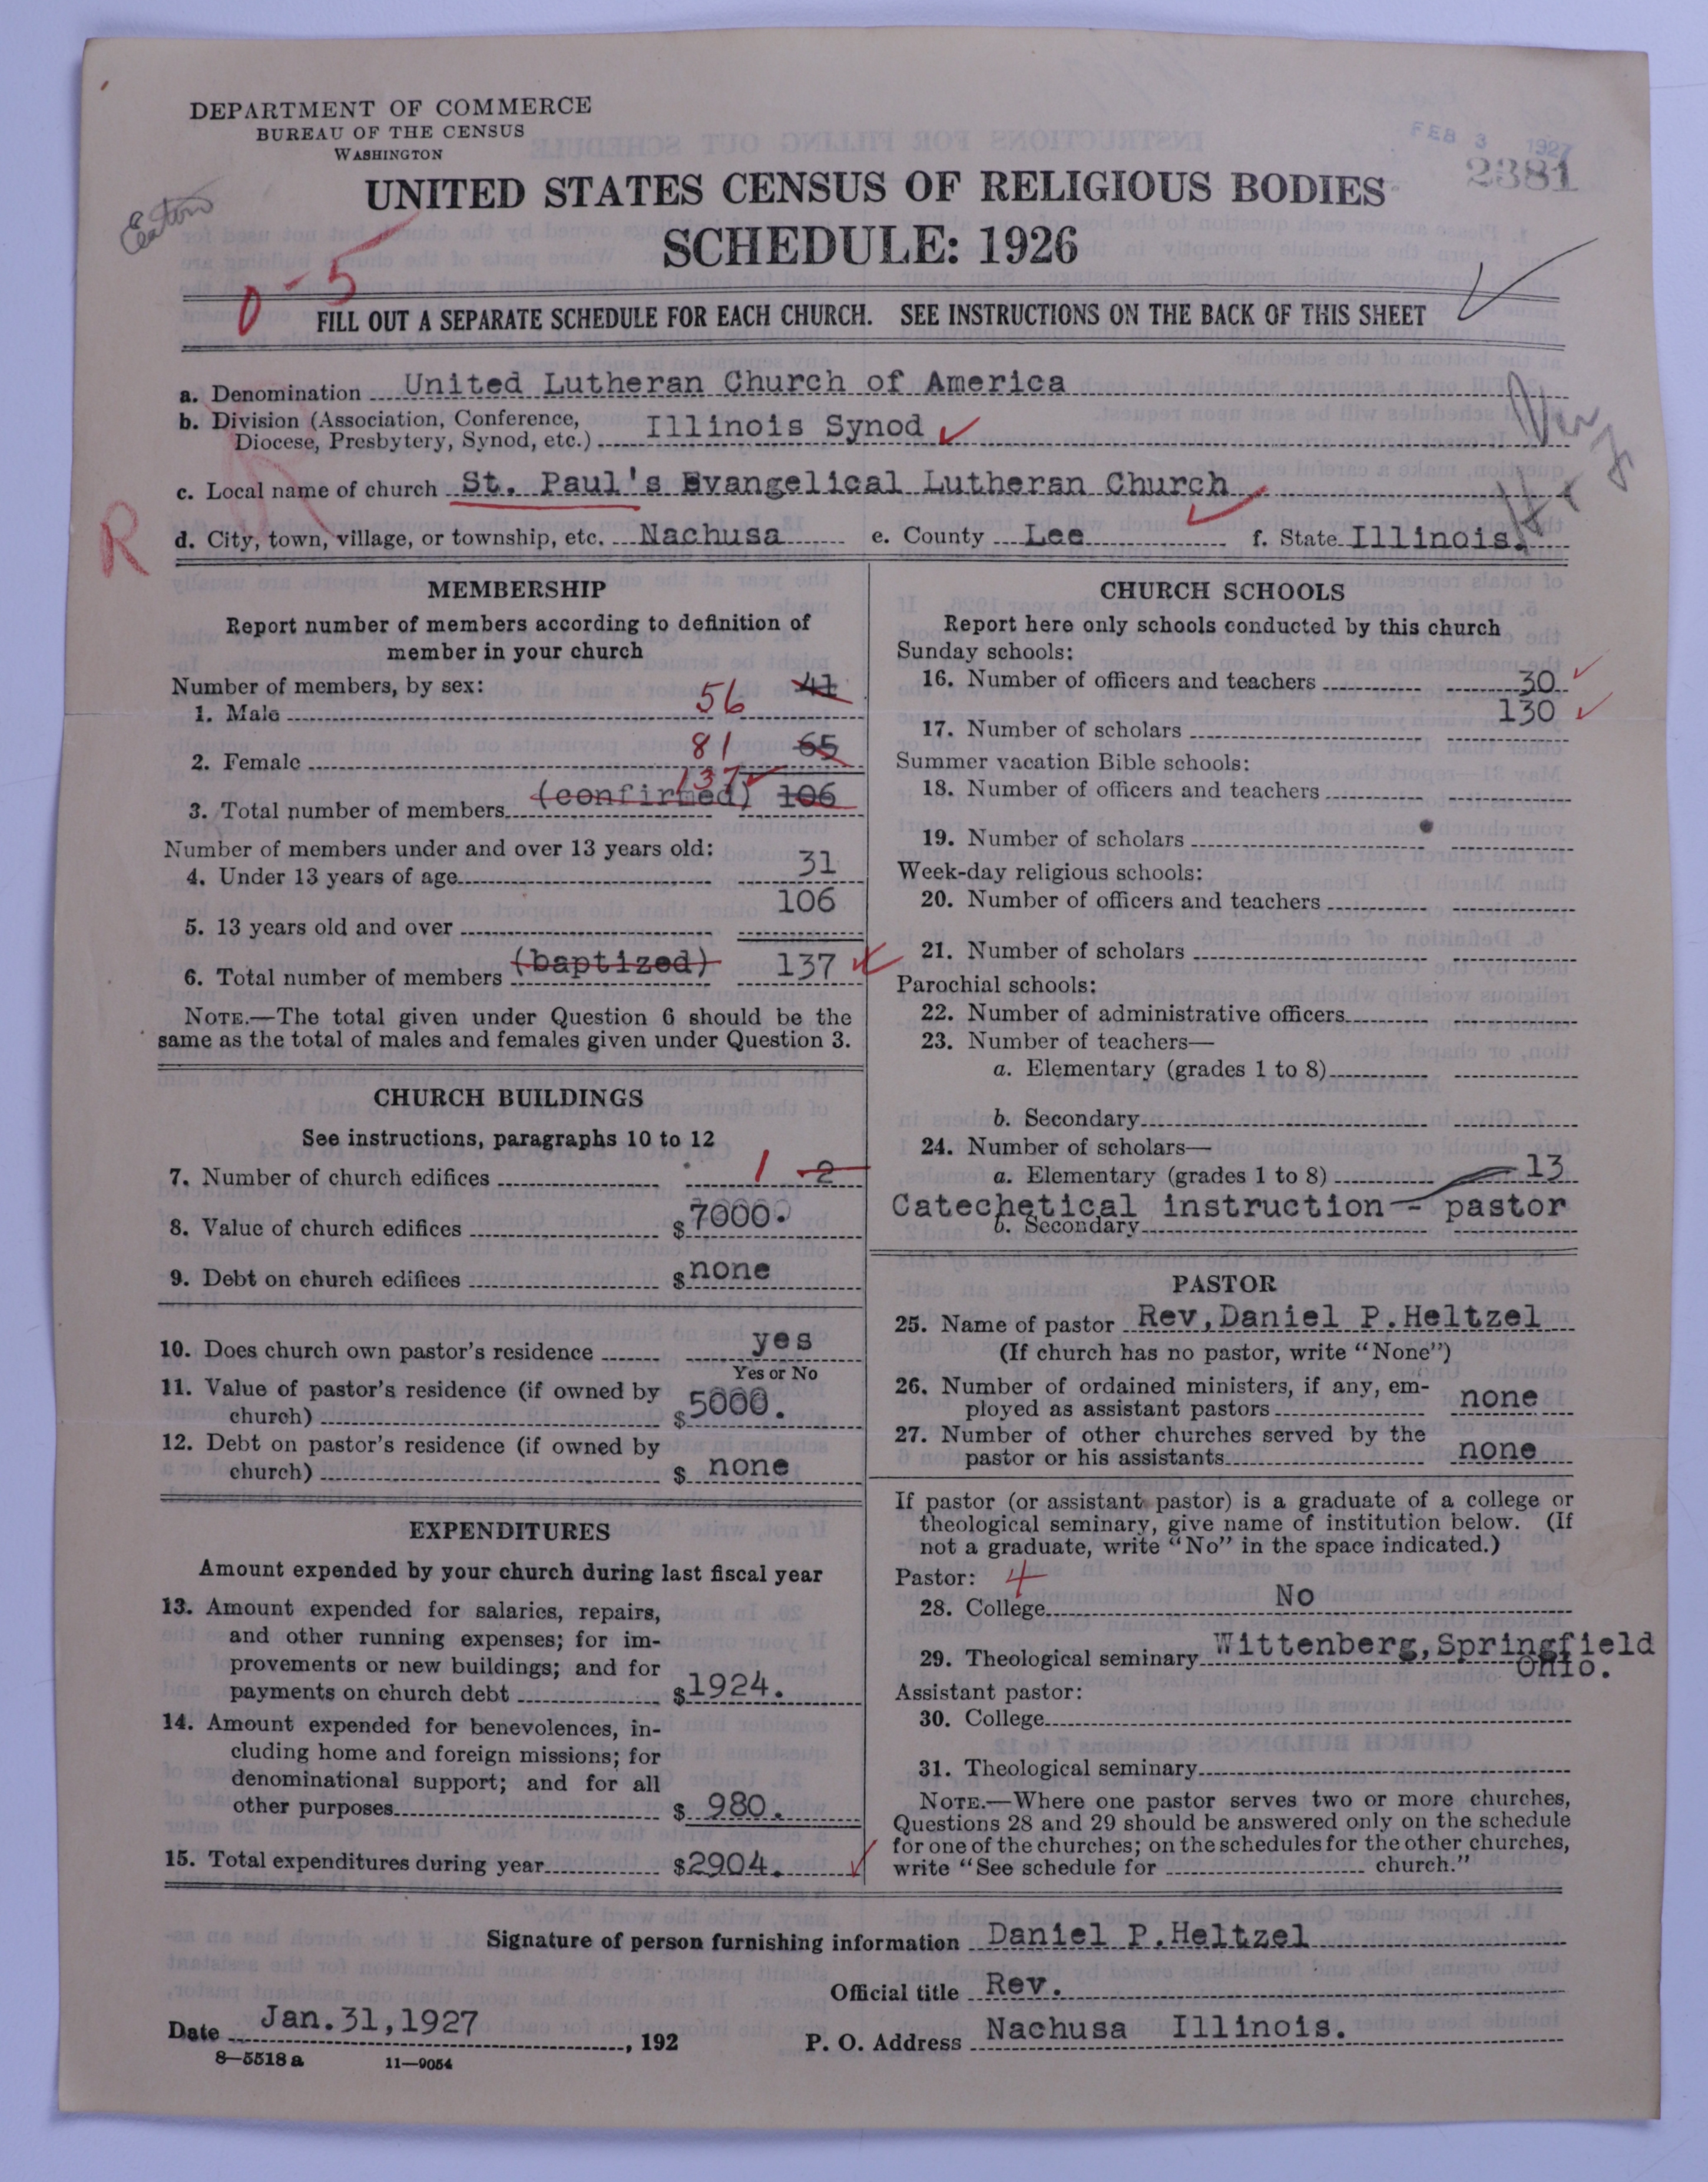 DEPARTMENT OF COMMERCE
BUREAU OF THE CENSUS
WASHINGTON
FEB 3 1927
2381
Eaton
UNITED STATES CENSUS OF RELIGIOUS BODIES
SCHEDULE: 1926
0-5
FILL OUT A SEPARATE SCHEDULE FOR EACH CHURCH. SEE INSTRUCTIONS ON THE BACK OF THIS SHEET
a. Denomination United Lutheran Church of America
b. Division (Association, Conference,
Diocese, Presbytery, Synod, etc.) Illinois Synod
c. Local name of church St. Paul's Evangelical Lutheran Church
R
d. City, town, village, or township, etc. Nachusa e. County Lee f. State Illinois.
MEMBERSHIP
Report number of members according to definition of
member in your church
Number of members, by sex:
1. Male 56 41
2. Female 81 65
137
3. Total number of members (confirmed) 106
Number of members under and over 13 years old:
4. Under 13 years of age 31
5. 13 years old and over 106
6. Total number of members (baptized) 137
NOTE.—The total given under Question 6 should be the
same as the total of males and females given under Question 3.
CHURCH BUILDINGS
See instructions, paragraphs 10 to 12
7. Number of church edifices 1 2
8. Value of church edifices $7000.
9. Debt on church edifices $none
10. Does church own pastor's residence yes
Yes or No
11. Value of pastor's residence (if owned by
church) $5000.
12. Debt on pastor's residence (if owned by
church) $ none
EXPENDITURES
Amount expended by your church during last fiscal year
13. Amount expended for salaries, repairs,
and other running expenses; for im-
provements or new buildings; and for
payments on church debt $1924.
14. Amount expended for benevolences, in-
cluding home and foreign missions; for
denominational support; and for all
other purposes $ 980.
15. Total expenditures during year $2904.
CHURCH SCHOOLS
Report here only schools conducted by this church
Sunday schools:
16. Number of officers and teachers 30
17. Number of scholars 130
Summer vacation Bible schools:
18. Number of officers and teachers
19. Number of scholars
Week-day religious schools:
20. Number of officers and teachers
21. Number of scholars
Parochial schools:
22. Number of administrative officers
23. Number of teachers—
a. Elementary (grades 1 to 8)
b. Secondary
24. Number of scholars—
a. Elementary (grades 1 to 8) 13
Catechetical instruction - pastor
b. Secondary
PASTOR
25. Name of pastor Rev,Daniel P.Heltzel
(If church has no pastor, write "None")
26. Number of ordained ministers, if any, em-
ployed as assistant pastors none
27. Number of other churches served by the
pastor or his assistants none
If pastor (or assistant pastor) is a graduate of a college or
theological seminary, give name of institution below. (If
not a graduate, write "No" in the space indicated.)
Pastor: 4
28. College No
29. Theological seminary Wittenberg,Springfield
Ohio.
Assistant pastor:
30. College
31. Theological seminary
NOTE.—Where one pastor serves two or more churches,
Questions 28 and 29 should be answered only on the schedule
for one of the churches; on the schedules for the other churches,
write "See schedule for church."
Signature of person furnishing information Daniel P.Heltzel
Official title Rev.
Date Jan.31,1927, 192 P. O. Address Nachusa Illinois.
8—5518 a 11—9054